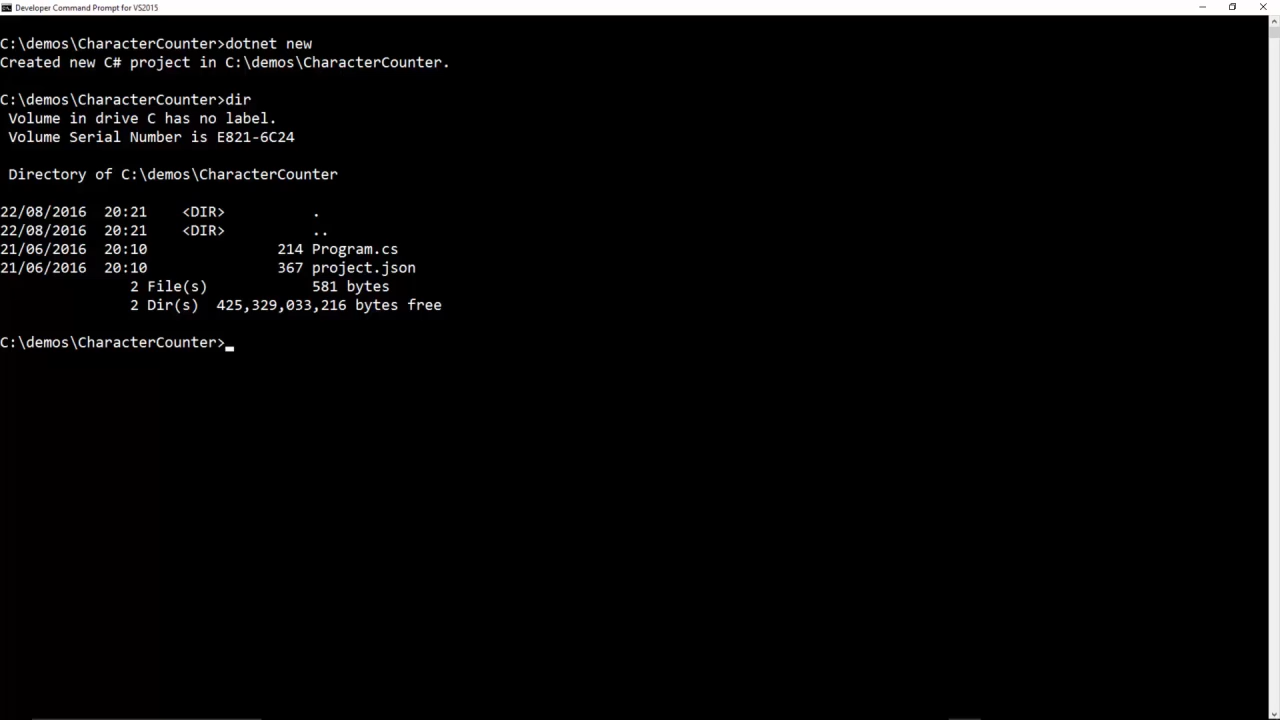 Developer Command Prompt for VS2015
C:\demos\CharacterCounter>dotnet new
Created new C# project in C:\demos\CharacterCounter.
C:\demos\CharacterCounter>dir
Volume in drive C has no label.
Volume Serial Number is E821-6C24
Directory of C:\demos\CharacterCounter
22/08/2016  20:21    <DIR>          .
22/08/2016  20:21    <DIR>          ..
21/06/2016  20:10               214 Program.cs
21/06/2016  20:10               367 project.json
2 File(s)            581 bytes
2 Dir(s)  425,329,033,216 bytes free
C:\demos\CharacterCounter>